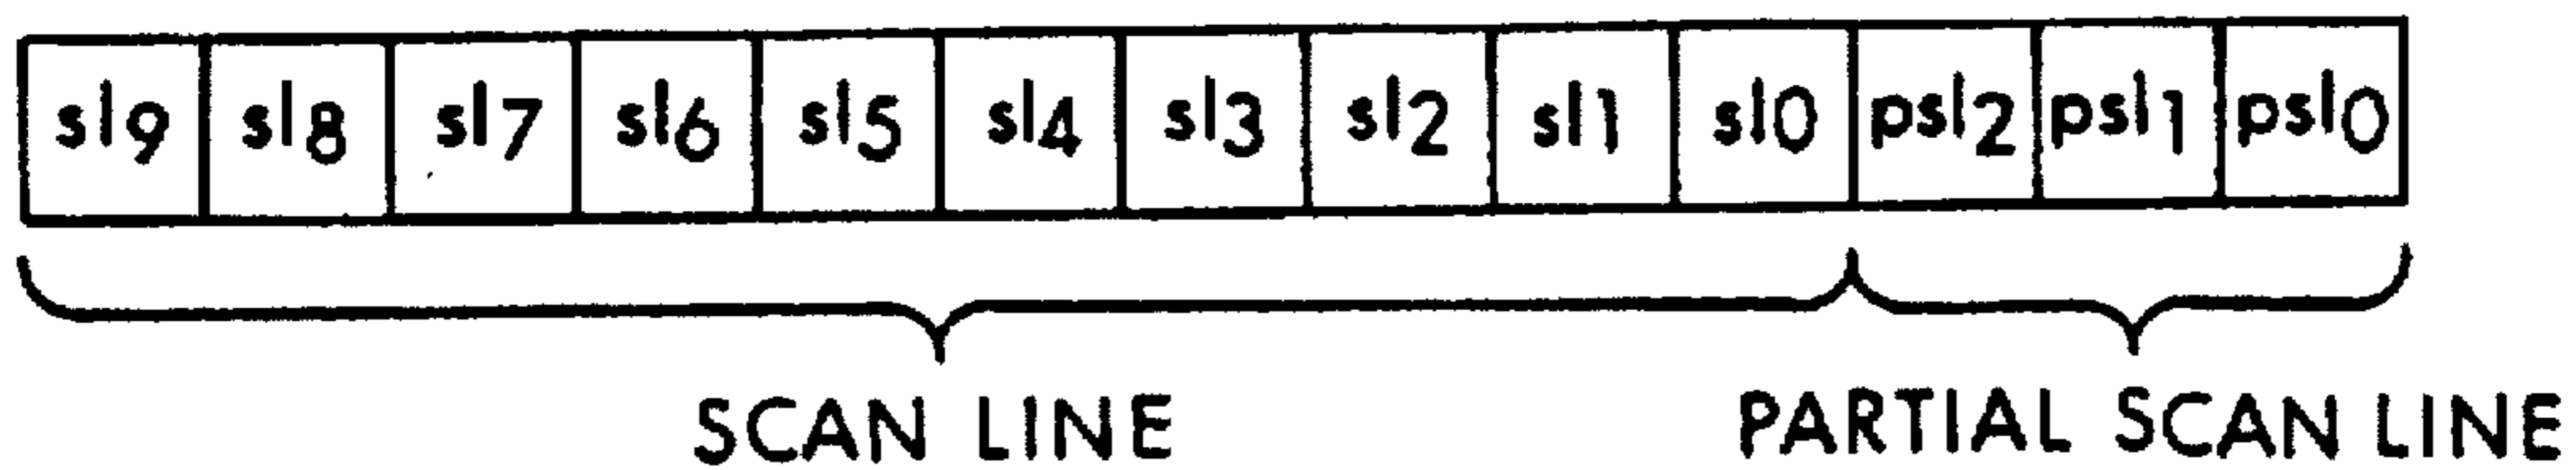 sl9 sl8 sl7 sl6 sl5 sl4 sl3 sl2 sl1 sl0 psl2 psl1 psl0
SCAN LINE PARTIAL SCAN LINE